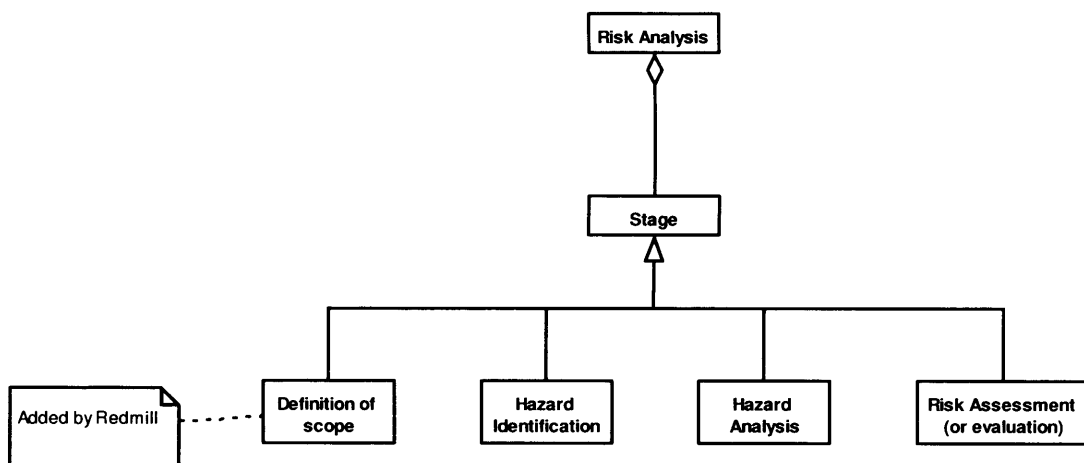 Risk Analysis
Stage
Added by Redmill
Definition of
scope
Hazard
Identification
Hazard
Analysis
Risk Assessment
(or evaluation)